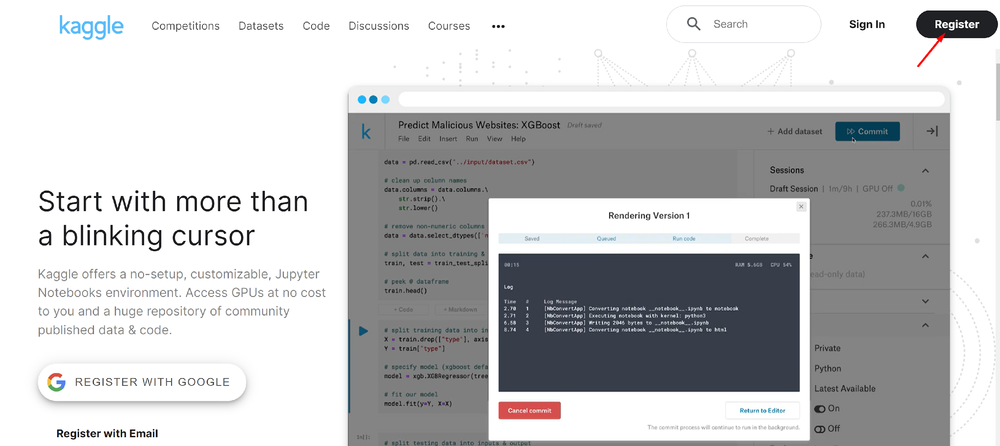 kaggle
Competitions
Datasets
Code
Discussions
Courses
Search
Sign In
Register
Start with more than
a blinking cursor
Kaggle offers a no-setup, customizable, Jupyter
Notebooks environment. Access GPUs at no cost
to you and a huge repository of community
published data & code.
REGISTER WITH GOOGLE
Register with Email
k
Predict Malicious Websites: XGBoost Draft saved
File Edit Insert Run View Help
+ Add dataset
Commit
data = pd.read_csv("../input/dataset.csv")
# clean up column names
data.columns = data.columns.\
str.strip().\
str.lower()
# remove non-numeric columns
data = data.select_dtypes(['n
# split data into training &
train, test = train_test_spli
# peek @ dataframe
train.head()
+ Code
+ Markdown
# split training data into in
X = train.drop(["type"], axis
Y = train["type"]
# specify model (xgboost defa
model = xgb.XGBRegressor(tree
# fit our model
model.fit(y=Y, X=X)
In[]:
# split testing data into inputs & output
Rendering Version 1
Saved
Queued
Run code
Complete
00:15
RAM 5.6GB CPU 54%
Log
Time # Log Message
2.70 1 [NbConvertApp] Converting notebook __notebook__.ipynb to notebook
2.71 2 [NbConvertApp] Executing notebook with kernel: python3
6.58 3 [NbConvertApp] Writing 2046 bytes to __notebook__.ipynb
8.74 4 [NbConvertApp] Converting notebook __notebook__.ipynb to html
Cancel commit
Return to Editor
The commit process will continue to run in the background.
Sessions
Draft Session | 1m/9h | GPU Off
0.01%
237.3MB/16GB
266.3MB/4.9GB
ead-only data)
Private
Python
Latest Available
On
Off